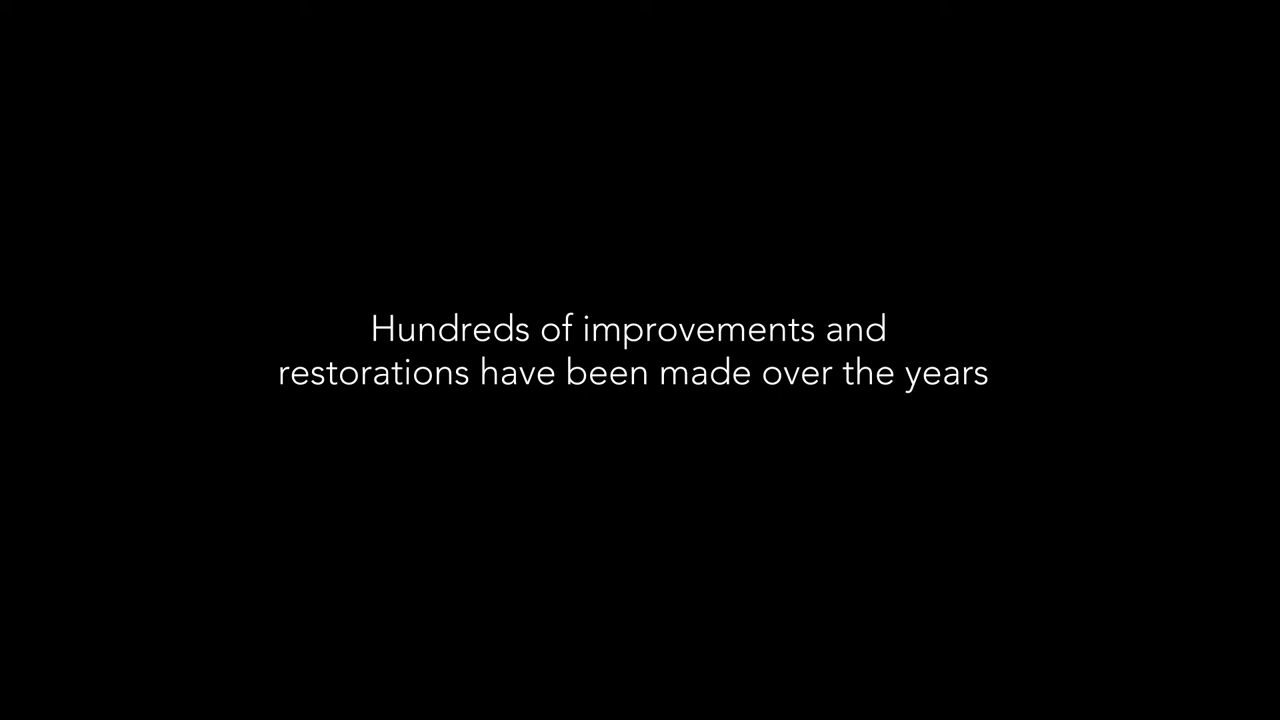 Hundreds of improvements and
restorations have been made over the years